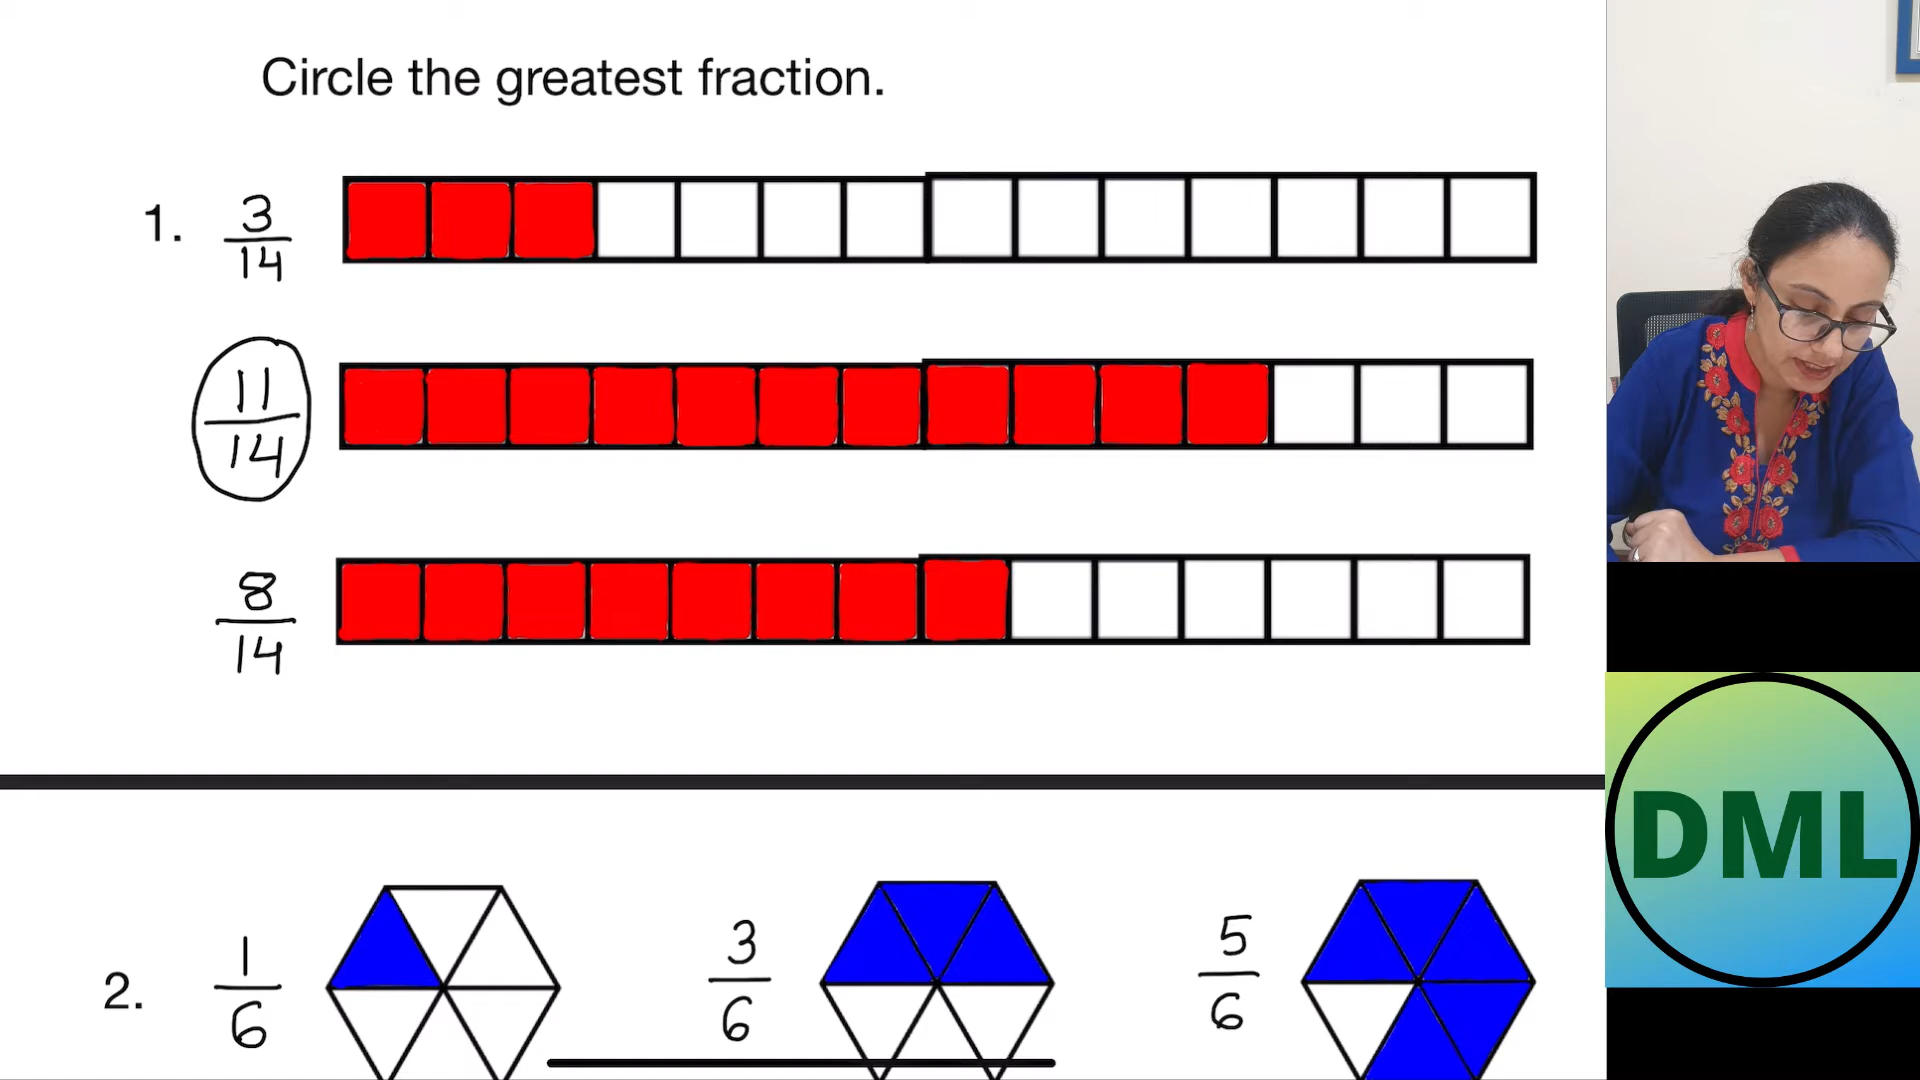 Circle the greatest fraction.
1. 3/14
11/14
8/14
DML
2. 1/6 3/6 5/6